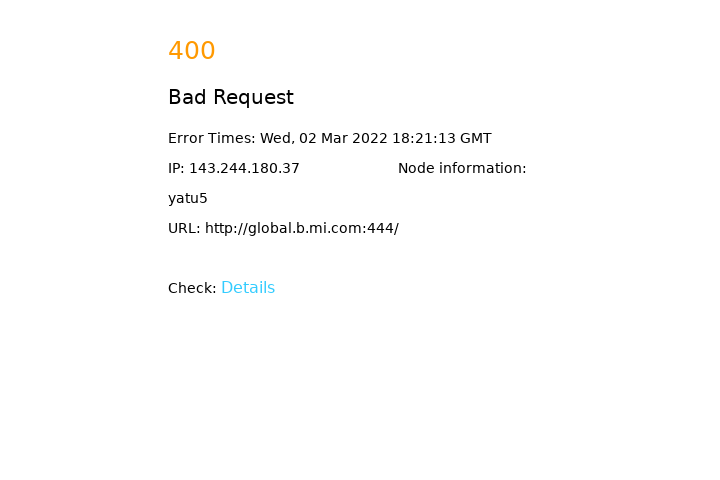 400
Bad Request
Error Times: Wed, 02 Mar 2022 18:21:13 GMT
IP: 143.244.180.37 Node information:
yatu5
URL: http://global.b.mi.com:444/
Check: Details